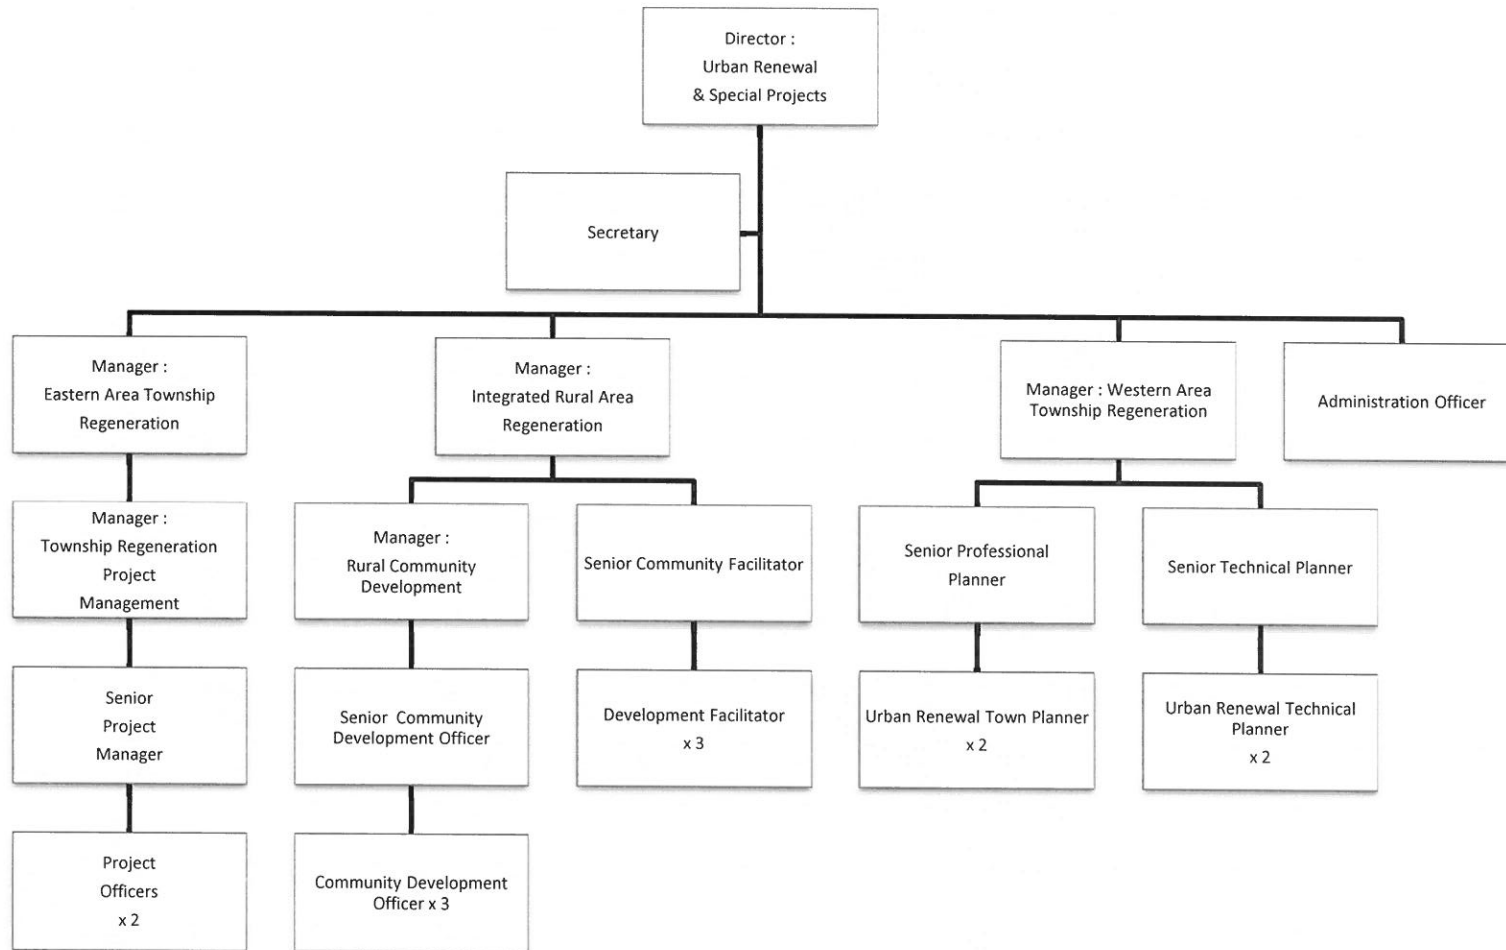 Director :
Urban Renewal
& Special Projects
Secretary
Manager :
Eastern Area Township
Regeneration
Manager :
Integrated Rural Area
Regeneration
Manager : Western Area
Township Regeneration
Administration Officer
Manager :
Township Regeneration
Project
Management
Manager :
Rural Community
Development
Senior Community Facilitator
Senior Professional
Planner
Senior Technical Planner
Senior
Project
Manager
Senior Community
Development Officer
Development Facilitator
x 3
Urban Renewal Town Planner
x 2
Urban Renewal Technical
Planner
x 2
Project
Officers
x 2
Community Development
Officer x 3